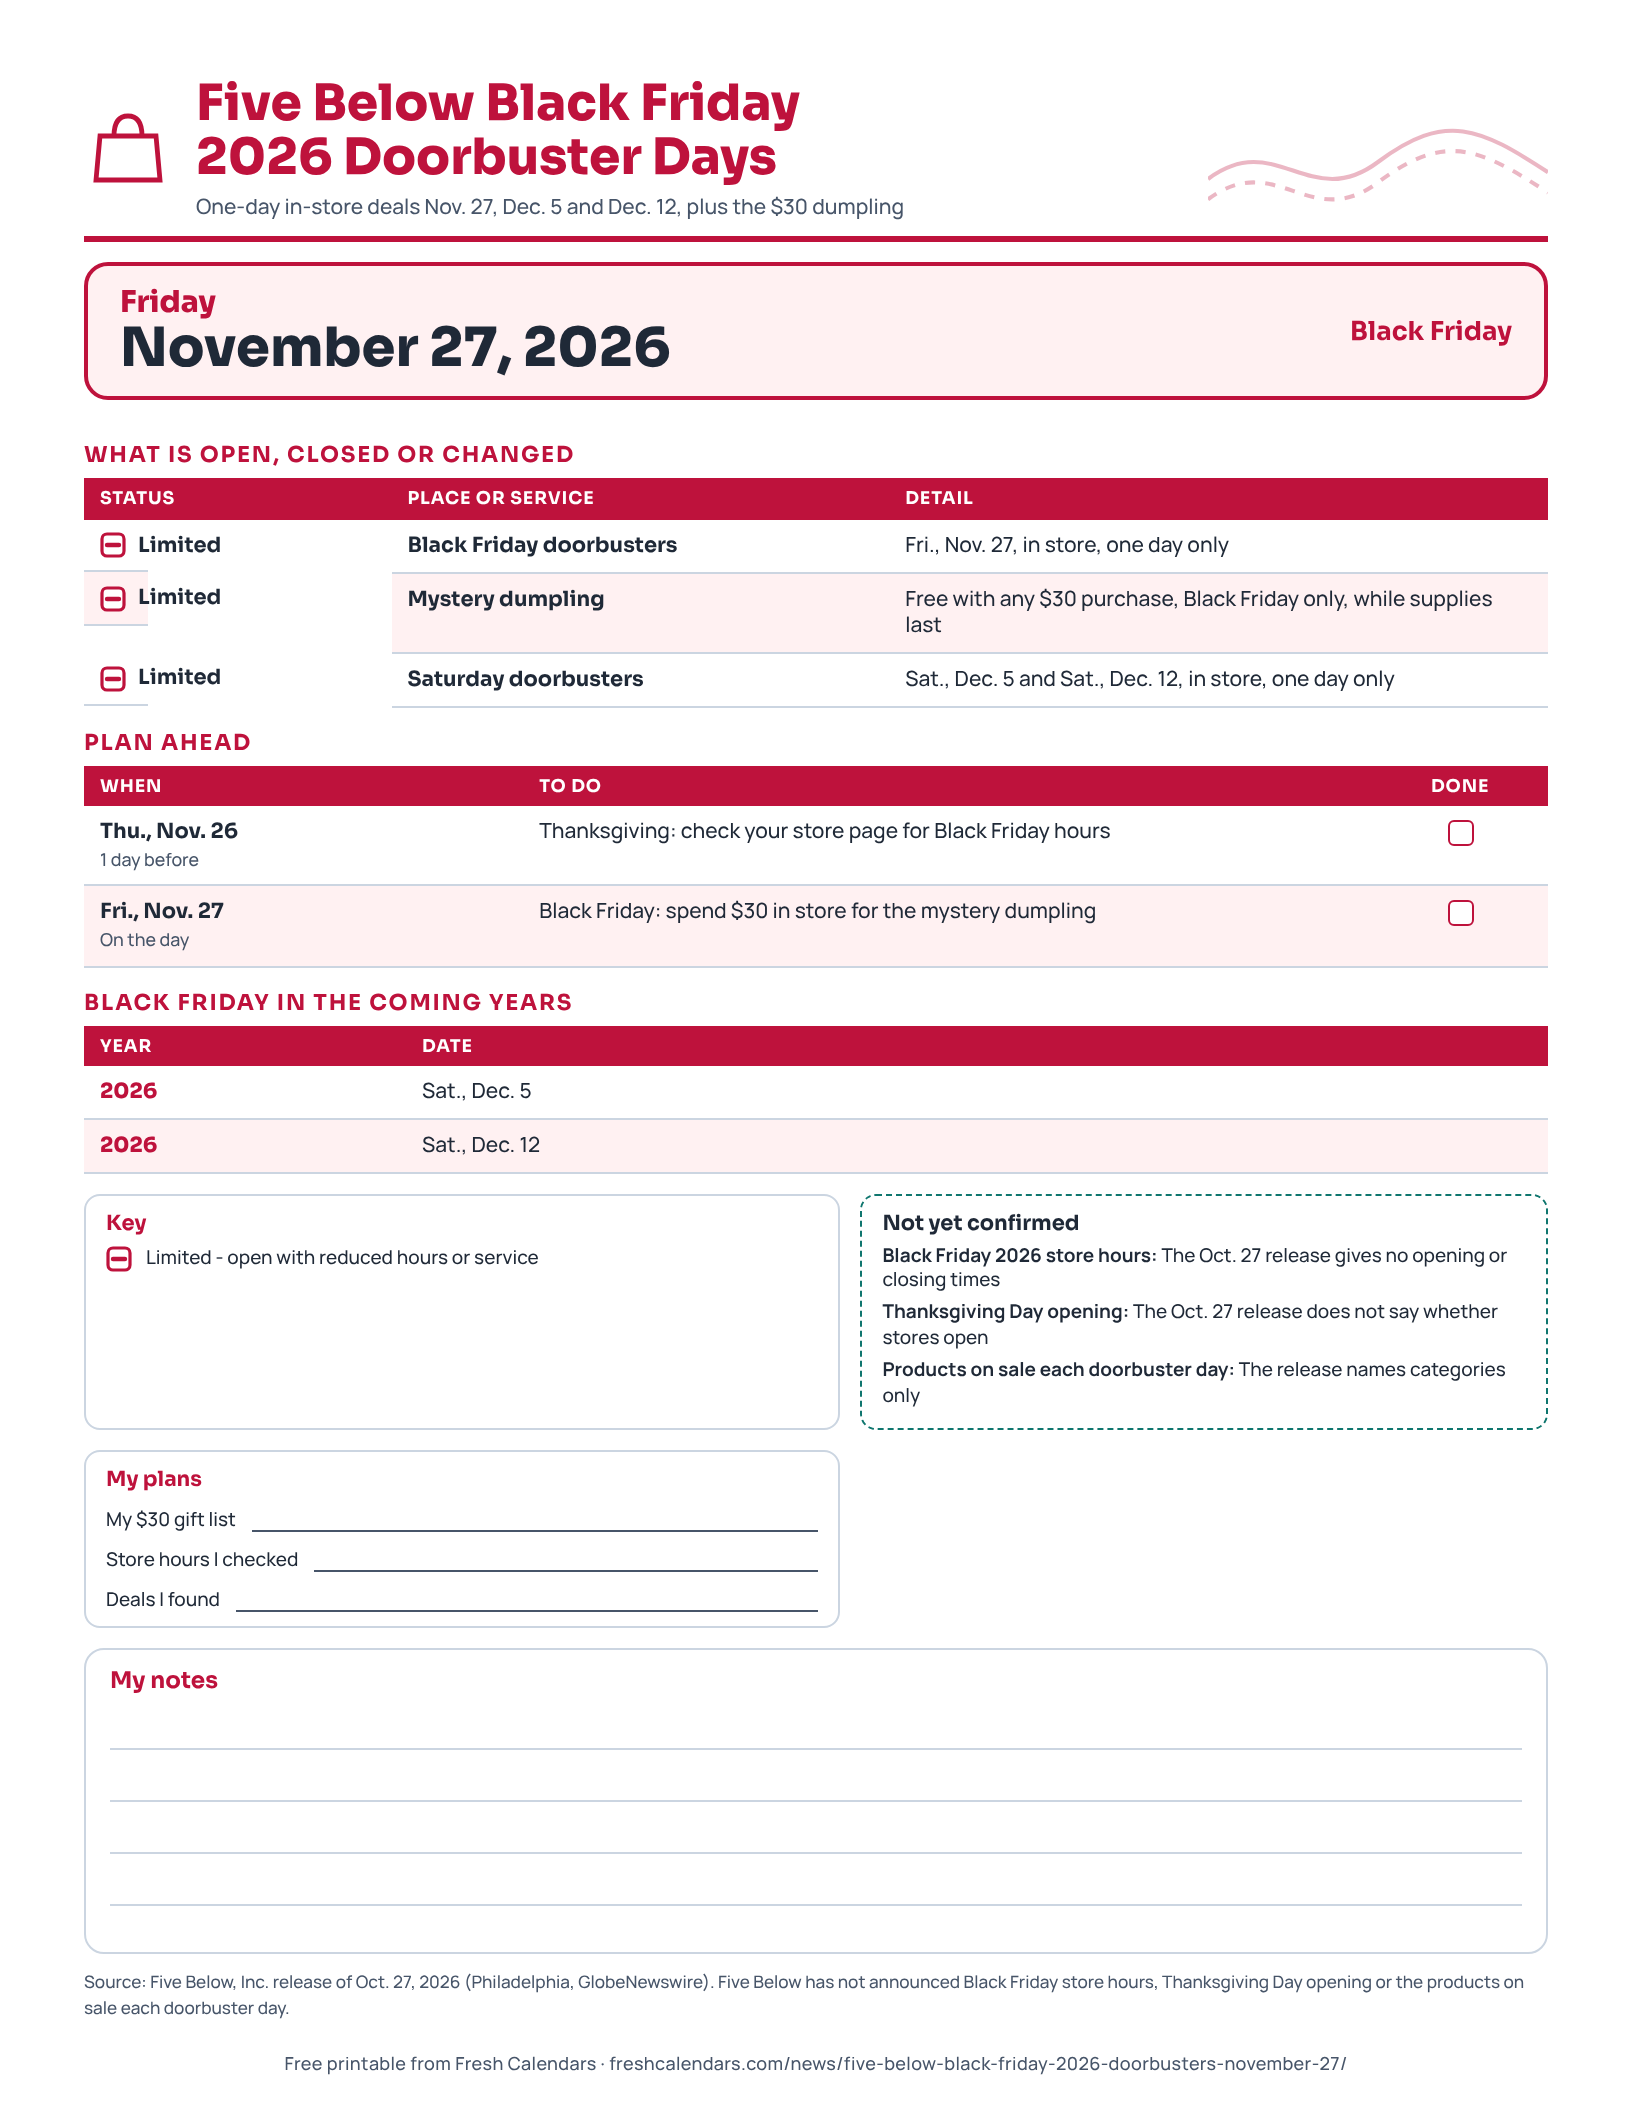 Five Below Black Friday
2026 Doorbuster Days
One-day in-store deals Nov. 27, Dec. 5 and Dec. 12, plus the $30 dumpling
Friday
November 27, 2026
Black Friday
WHAT IS OPEN, CLOSED OR CHANGED
STATUS PLACE OR SERVICE DETAIL
Limited Black Friday doorbusters Fri., Nov. 27, in store, one day only
Limited Mystery dumpling Free with any $30 purchase, Black Friday only, while supplies
last
Limited Saturday doorbusters Sat., Dec. 5 and Sat., Dec. 12, in store, one day only
PLAN AHEAD
WHEN TO DO DONE
Thu., Nov. 26 Thanksgiving: check your store page for Black Friday hours
1 day before
Fri., Nov. 27 Black Friday: spend $30 in store for the mystery dumpling
On the day
BLACK FRIDAY IN THE COMING YEARS
YEAR DATE
2026 Sat., Dec. 5
2026 Sat., Dec. 12
Key
Limited - open with reduced hours or service
Not yet confirmed
Black Friday 2026 store hours: The Oct. 27 release gives no opening or
closing times
Thanksgiving Day opening: The Oct. 27 release does not say whether
stores open
Products on sale each doorbuster day: The release names categories
only
My plans
My $30 gift list
Store hours I checked
Deals I found
My notes
Source: Five Below, Inc. release of Oct. 27, 2026 (Philadelphia, GlobeNewswire). Five Below has not announced Black Friday store hours, Thanksgiving Day opening or the products on
sale each doorbuster day.
Free printable from Fresh Calendars · freshcalendars.com/news/five-below-black-friday-2026-doorbusters-november-27/